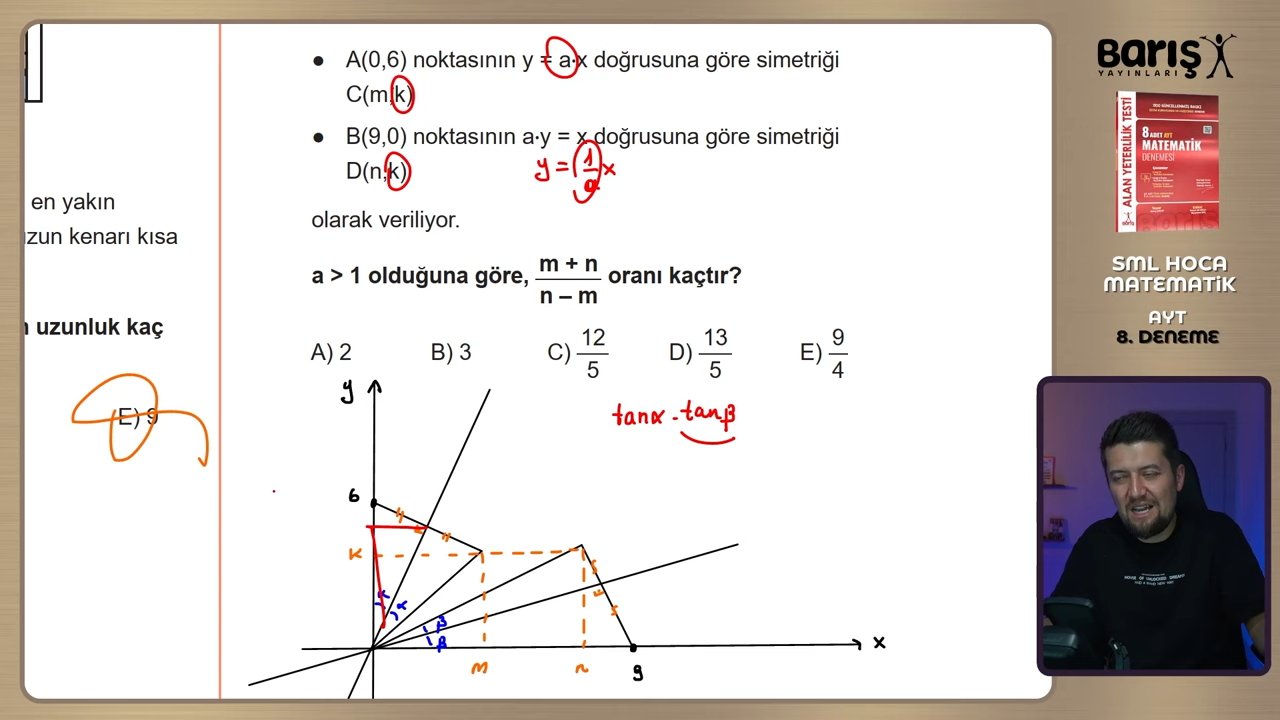 • A(0,6) noktasının y = a·x doğrusuna göre simetriği
C(m,k)
• B(9,0) noktasının a·y = x doğrusuna göre simetriği
D(n,k)
y = 1/a x
olarak veriliyor.
a > 1 olduğuna göre, m + n / n – m oranı kaçtır?
A) 2 B) 3 C) 12/5 D) 13/5 E) 9/4
en yakın
uzun kenarı kısa
uzunluk kaç
E) 9
tanα - tanβ
y
6
K
α
α
β
β
m
n
9
x
BARIŞ
YAYINLARI
ALAN YETERLİLİK TESTİ
8 ADET AYT
MATEMATİK
DENEMESİ
BARIŞ
SML HOCA
MATEMATİK
AYT
8. DENEME